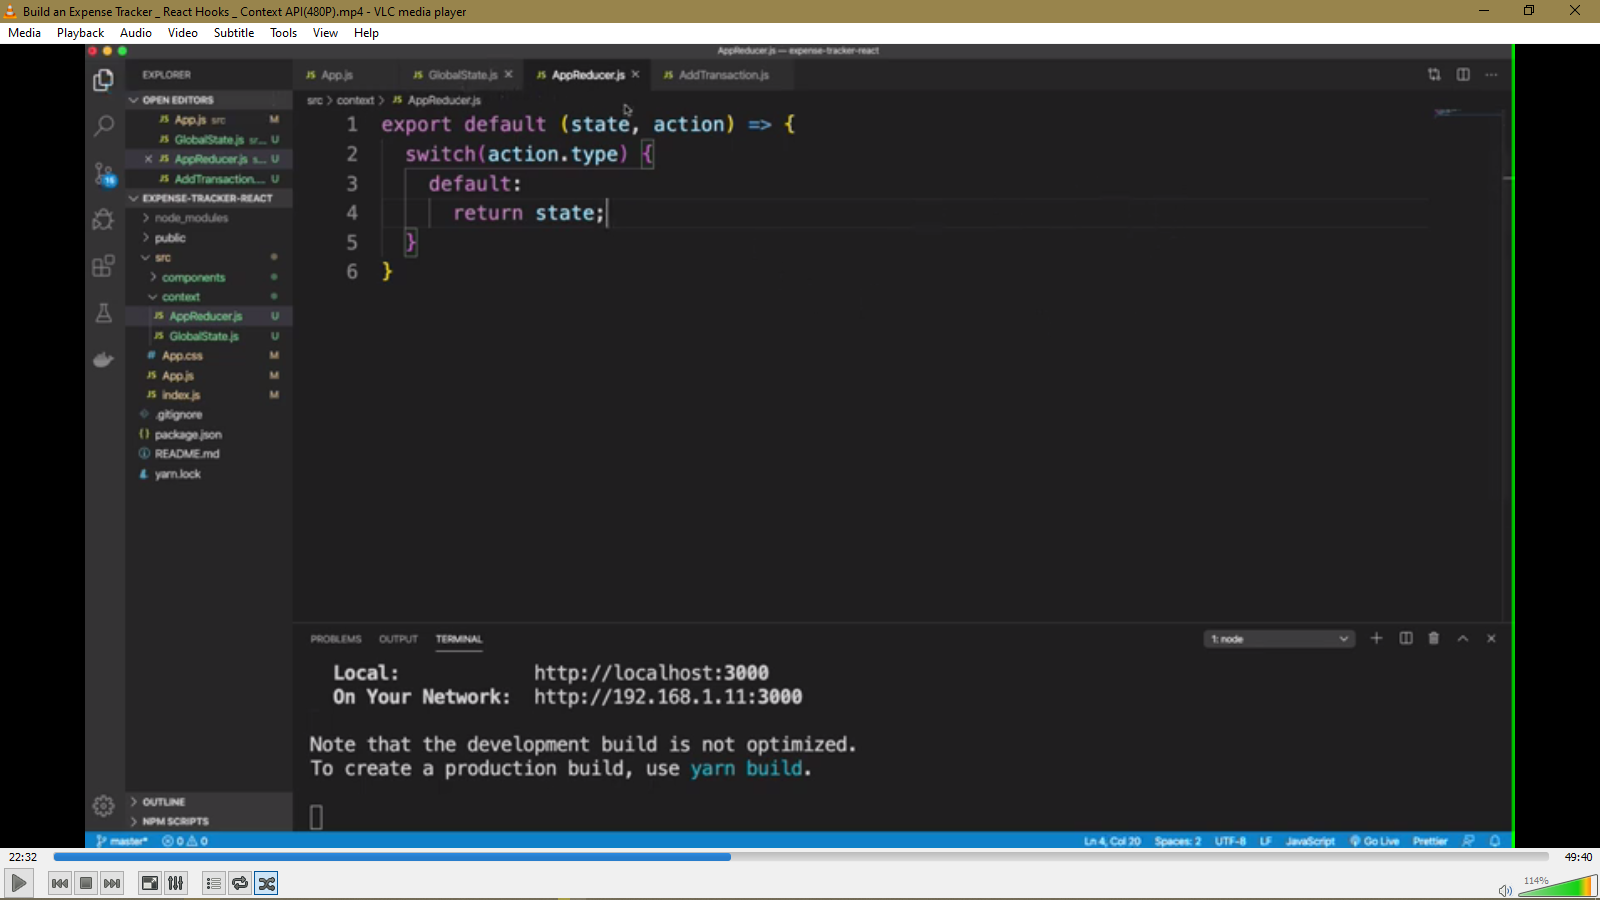 Build an Expense Tracker _ React Hooks _ Context API(480P).mp4 - VLC media player
Media Playback Audio Video Subtitle Tools View Help
AppReducer.js — expense-tracker-react
EXPLORER
OPEN EDITORS
JS App.js src M
JS GlobalState.js sr... U
JS AppReducer.js s... U
JS AddTransaction.... U
EXPENSE-TRACKER-REACT
node_modules
public
src
components
context
JS AppReducer.js U
JS GlobalState.js U
# App.css M
JS App.js M
JS index.js M
.gitignore
{} package.json
README.md
yarn.lock
OUTLINE
NPM SCRIPTS
JS App.js JS GlobalState.js JS AppReducer.js JS AddTransaction.js
src > context > JS AppReducer.js
1 export default (state, action) => {
2 switch(action.type) {
3 default:
4 return state;
5 }
6 }
PROBLEMS OUTPUT TERMINAL 1: node
Local: http://localhost:3000
On Your Network: http://192.168.1.11:3000
Note that the development build is not optimized.
To create a production build, use yarn build.
master* 0 0 Ln 4, Col 20 Spaces: 2 UTF-8 LF JavaScript Go Live Prettier
22:32 49:40
114%